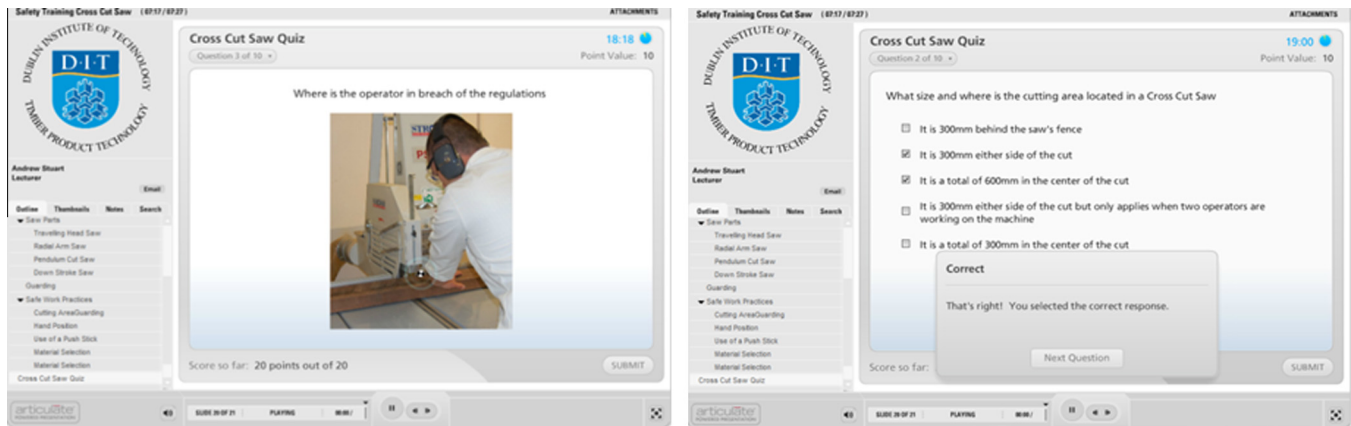 Safety Training Cross Cut Saw ( 07:17 / 07:27 )
ATTACHMENTS
DUBLIN INSTITUTE OF TECHNOLOGY
D·I·T
TIMBER PRODUCT TECHNOLOGY
Andrew Stuart
Lecturer
Email
Outline Thumbnails Notes Search
Saw Parts
Travelling Head Saw
Radial Arm Saw
Pendulum Cut Saw
Down Stroke Saw
Guarding
Safe Work Practices
Cutting AreaGuarding
Hand Position
Use of a Push Stick
Material Selection
Material Selection
Cross Cut Saw Quiz
Cross Cut Saw Quiz
18:18
Question 3 of 10
Point Value: 10
Where is the operator in breach of the regulations
STRO
PS
Score so far: 20 points out of 20
SUBMIT
articulate
POWERED PRESENTATION
SLIDE 20 OF 21 PLAYING 00:00 /
Safety Training Cross Cut Saw ( 07:17 / 07:27 )
ATTACHMENTS
DUBLIN INSTITUTE OF TECHNOLOGY
D·I·T
TIMBER PRODUCT TECHNOLOGY
Andrew Stuart
Lecturer
Email
Outline Thumbnails Notes Search
Saw Parts
Travelling Head Saw
Radial Arm Saw
Pendulum Cut Saw
Down Stroke Saw
Guarding
Safe Work Practices
Cutting AreaGuarding
Hand Position
Use of a Push Stick
Material Selection
Material Selection
Cross Cut Saw Quiz
Cross Cut Saw Quiz
19:00
Question 2 of 10
Point Value: 10
What size and where is the cutting area located in a Cross Cut Saw
It is 300mm behind the saw's fence
It is 300mm either side of the cut
It is a total of 600mm in the center of the cut
It is 300mm either side of the cut but only applies when two operators are
working on the machine
It is a total of 300mm in the center of the cut
Correct
That's right! You selected the correct response.
Next Question
Score so far:
SUBMIT
articulate
POWERED PRESENTATION
SLIDE 20 OF 21 PLAYING 00:00 /